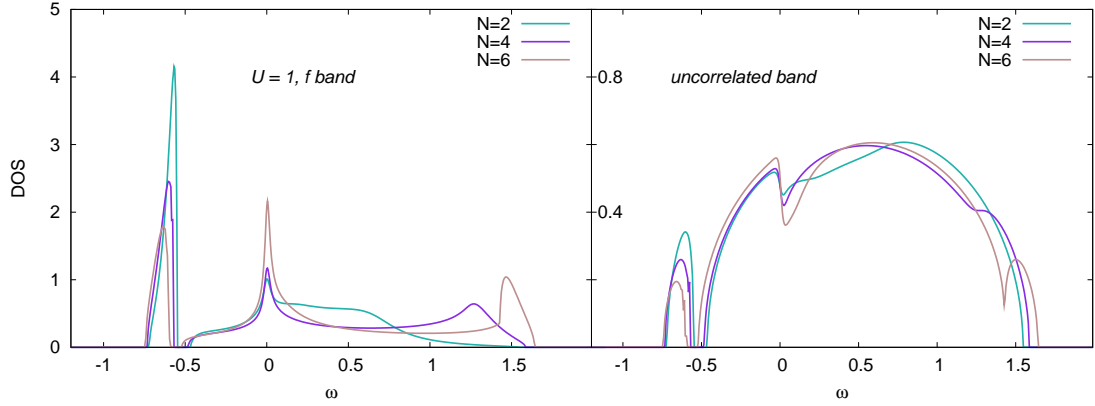 5
4
3
2
1
0
DOS
N=2
N=4
N=6
U = 1, f band
-1
-0.5
0
0.5
1
1.5
ω
0.8
0.4
N=2
N=4
N=6
uncorrelated band
-1
-0.5
0
0.5
1
1.5
ω